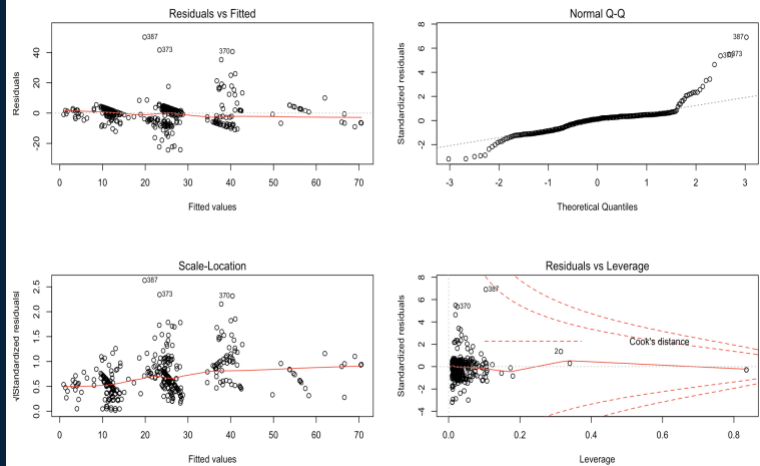 Residuals vs Fitted
Residuals
40
20
0
-20
387
373
370
0 10 20 30 40 50 60 70
Fitted values
Normal Q-Q
Standardized residuals
8
6
4
2
0
-2
387
373
-3 -2 -1 0 1 2 3
Theoretical Quantiles
Scale-Location
√|Standardized residuals|
2.5
2.0
1.5
1.0
0.5
0.0
387
373
370
0 10 20 30 40 50 60 70
Fitted values
Residuals vs Leverage
Standardized residuals
8
6
4
2
0
-2
-4
387
370
20
Cook's distance
0.0 0.2 0.4 0.6 0.8
Leverage